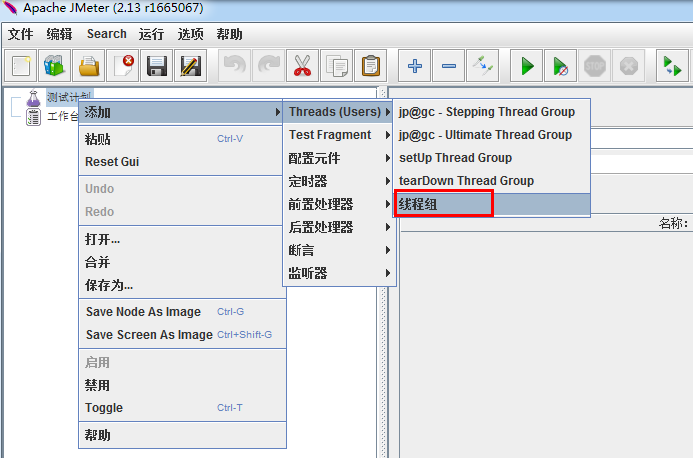 Apache JMeter (2.13 r1665067)
文件 编辑 Search 运行 选项 帮助
STOP
测试计划
工作台
添加
粘贴 Ctrl-V
Reset Gui
Undo
Redo
打开...
合并
保存为...
Save Node As Image Ctrl-G
Save Screen As Image Ctrl+Shift-G
启用
禁用
Toggle Ctrl-T
帮助
Threads (Users)
Test Fragment
配置元件
定时器
前置处理器
后置处理器
断言
监听器
jp@gc - Stepping Thread Group
jp@gc - Ultimate Thread Group
setUp Thread Group
tearDown Thread Group
线程组
名称: